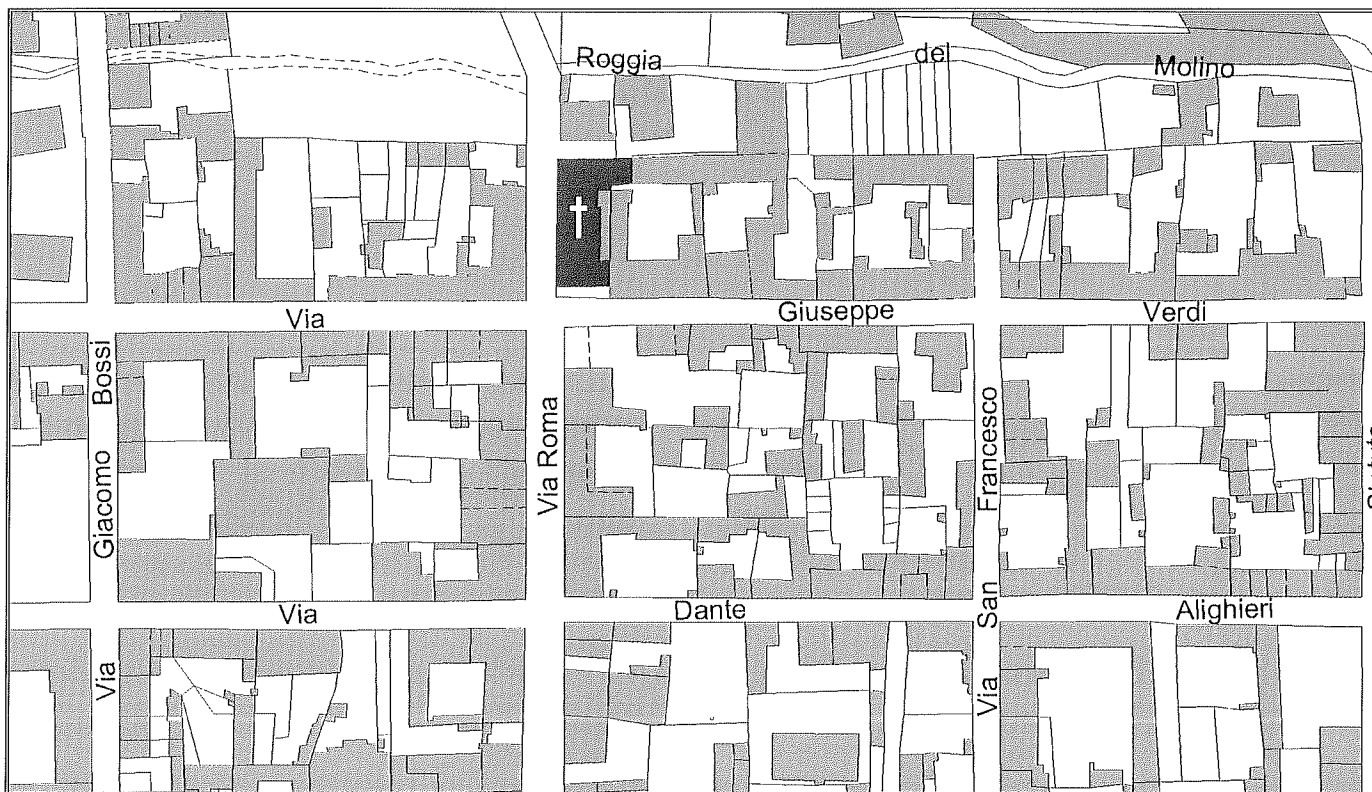 Roggia del Molino
Via Giuseppe Verdi
Via Giacomo Bossi
Via Roma
Via San Francesco
Via Dante Alighieri